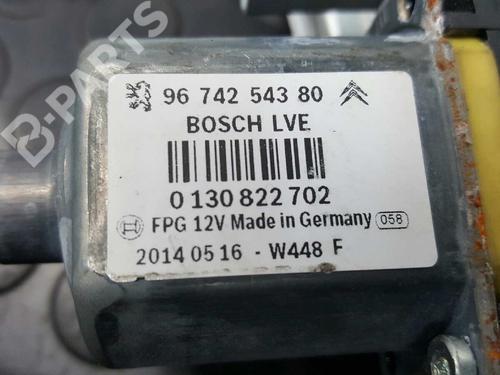 B-PARTS
96 742 543 80
BOSCH LVE
0 130 822 702
FPG 12V Made in Germany 058
2014 05 16 - W448 F